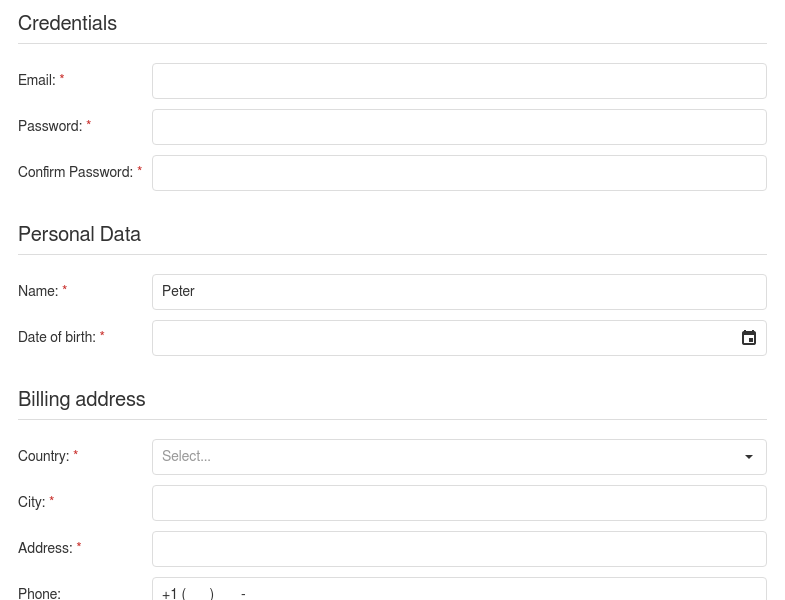 Credentials
Email: *
Password: *
Confirm Password: *
Personal Data
Name: * Peter
Date of birth: *
Billing address
Country: * Select...
City: *
Address: *
Phone: +1 (   )    -